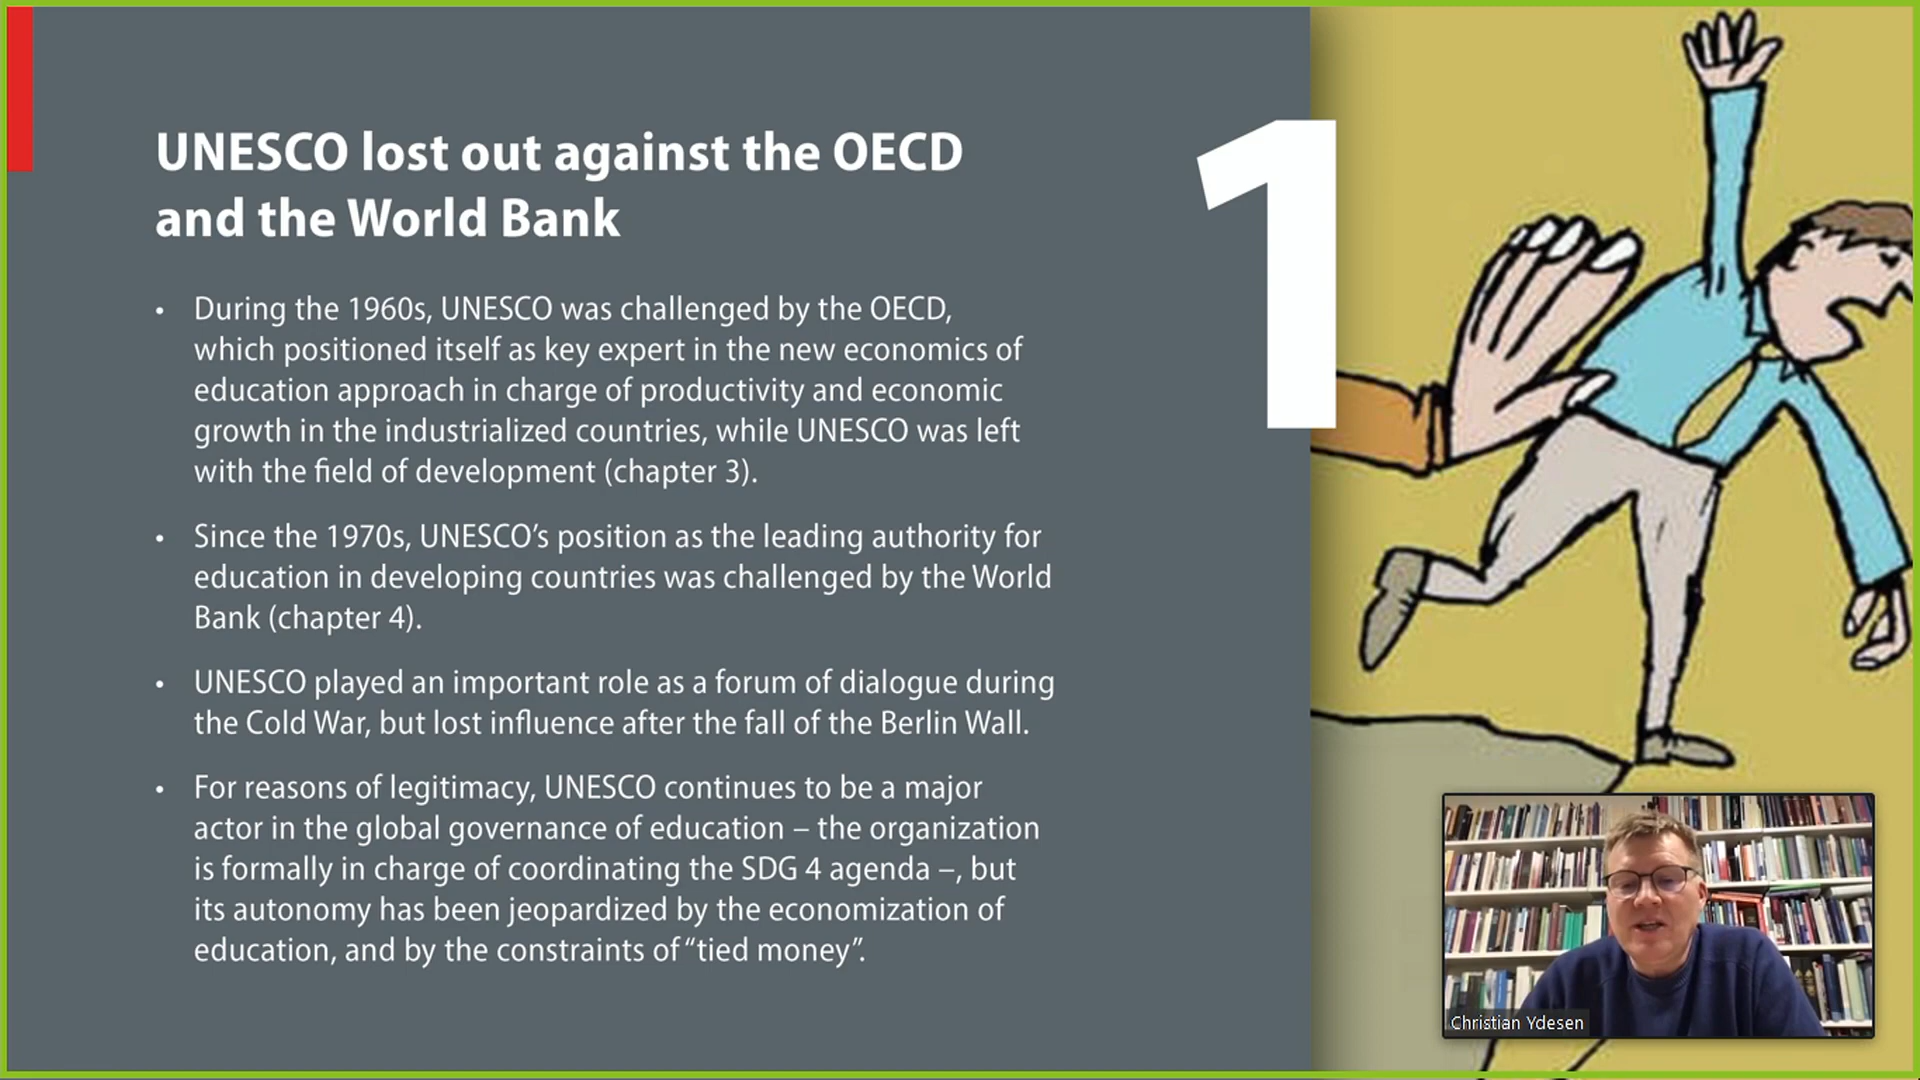 UNESCO lost out against the OECD
and the World Bank
1
• During the 1960s, UNESCO was challenged by the OECD,
which positioned itself as key expert in the new economics of
education approach in charge of productivity and economic
growth in the industrialized countries, while UNESCO was left
with the field of development (chapter 3).
• Since the 1970s, UNESCO’s position as the leading authority for
education in developing countries was challenged by the World
Bank (chapter 4).
• UNESCO played an important role as a forum of dialogue during
the Cold War, but lost influence after the fall of the Berlin Wall.
• For reasons of legitimacy, UNESCO continues to be a major
actor in the global governance of education – the organization
is formally in charge of coordinating the SDG 4 agenda –, but
its autonomy has been jeopardized by the economization of
education, and by the constraints of “tied money”.
Christian Ydesen